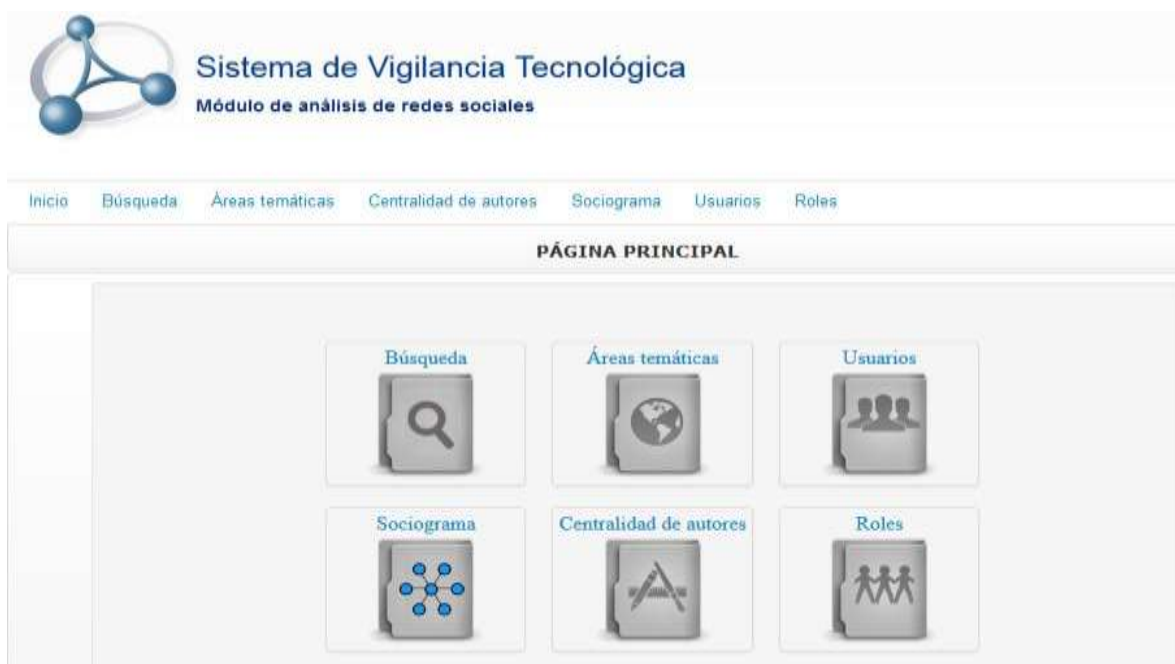 Sistema de Vigilancia Tecnológica
Módulo de análisis de redes sociales
Inicio Búsqueda Áreas temáticas Centralidad de autores Sociograma Usuarios Roles
PÁGINA PRINCIPAL
Búsqueda Áreas temáticas Usuarios
Sociograma Centralidad de autores Roles